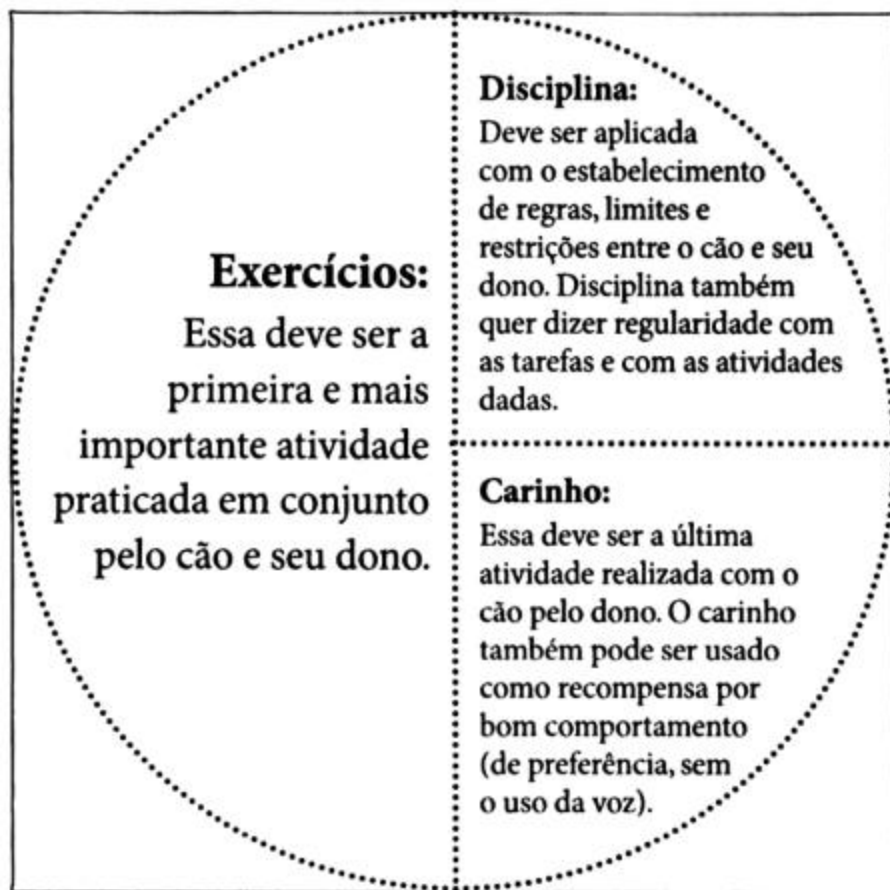 Exercícios:
Essa deve ser a
primeira e mais
importante atividade
praticada em conjunto
pelo cão e seu dono.
Disciplina:
Deve ser aplicada
com o estabelecimento
de regras, limites e
restrições entre o cão e seu
dono. Disciplina também
quer dizer regularidade com
as tarefas e com as atividades
dadas.
Carinho:
Essa deve ser a última
atividade realizada com o
cão pelo dono. O carinho
também pode ser usado
como recompensa por
bom comportamento
(de preferência, sem
o uso da voz).